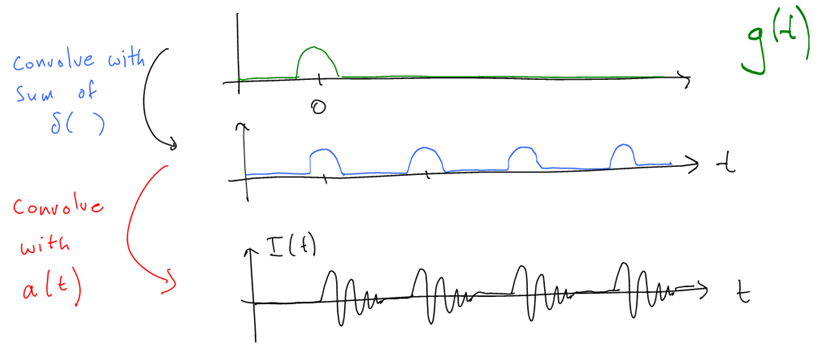 g(t)
Convolve with
Sum of
δ( )
0
t
Convolve
with
a(t)
I(t)
t